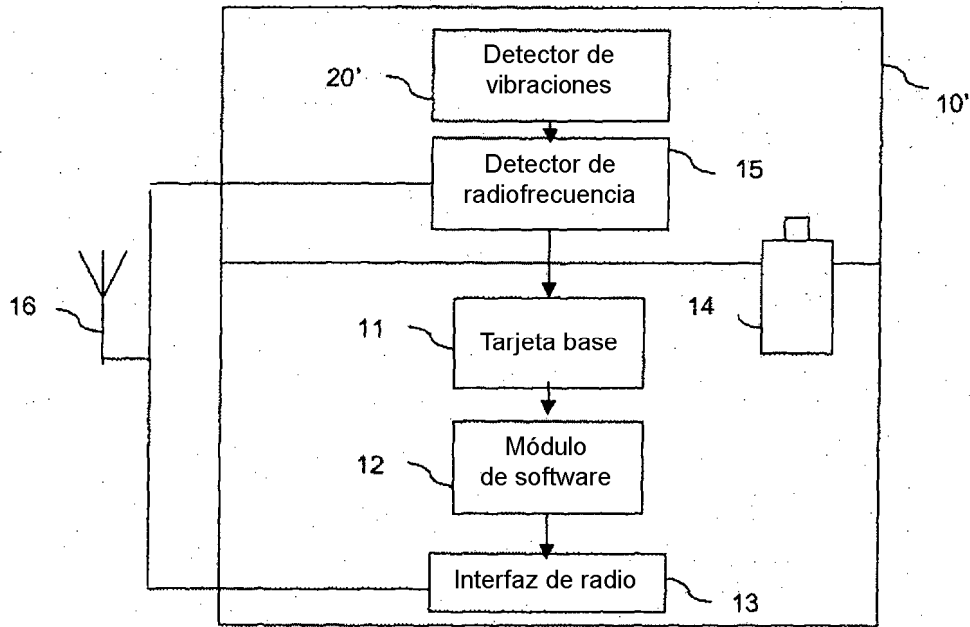 Detector de
vibraciones
20'
10'
Detector de
radiofrecuencia
15
16
14
11
Tarjeta base
12
Módulo
de software
Interfaz de radio
13